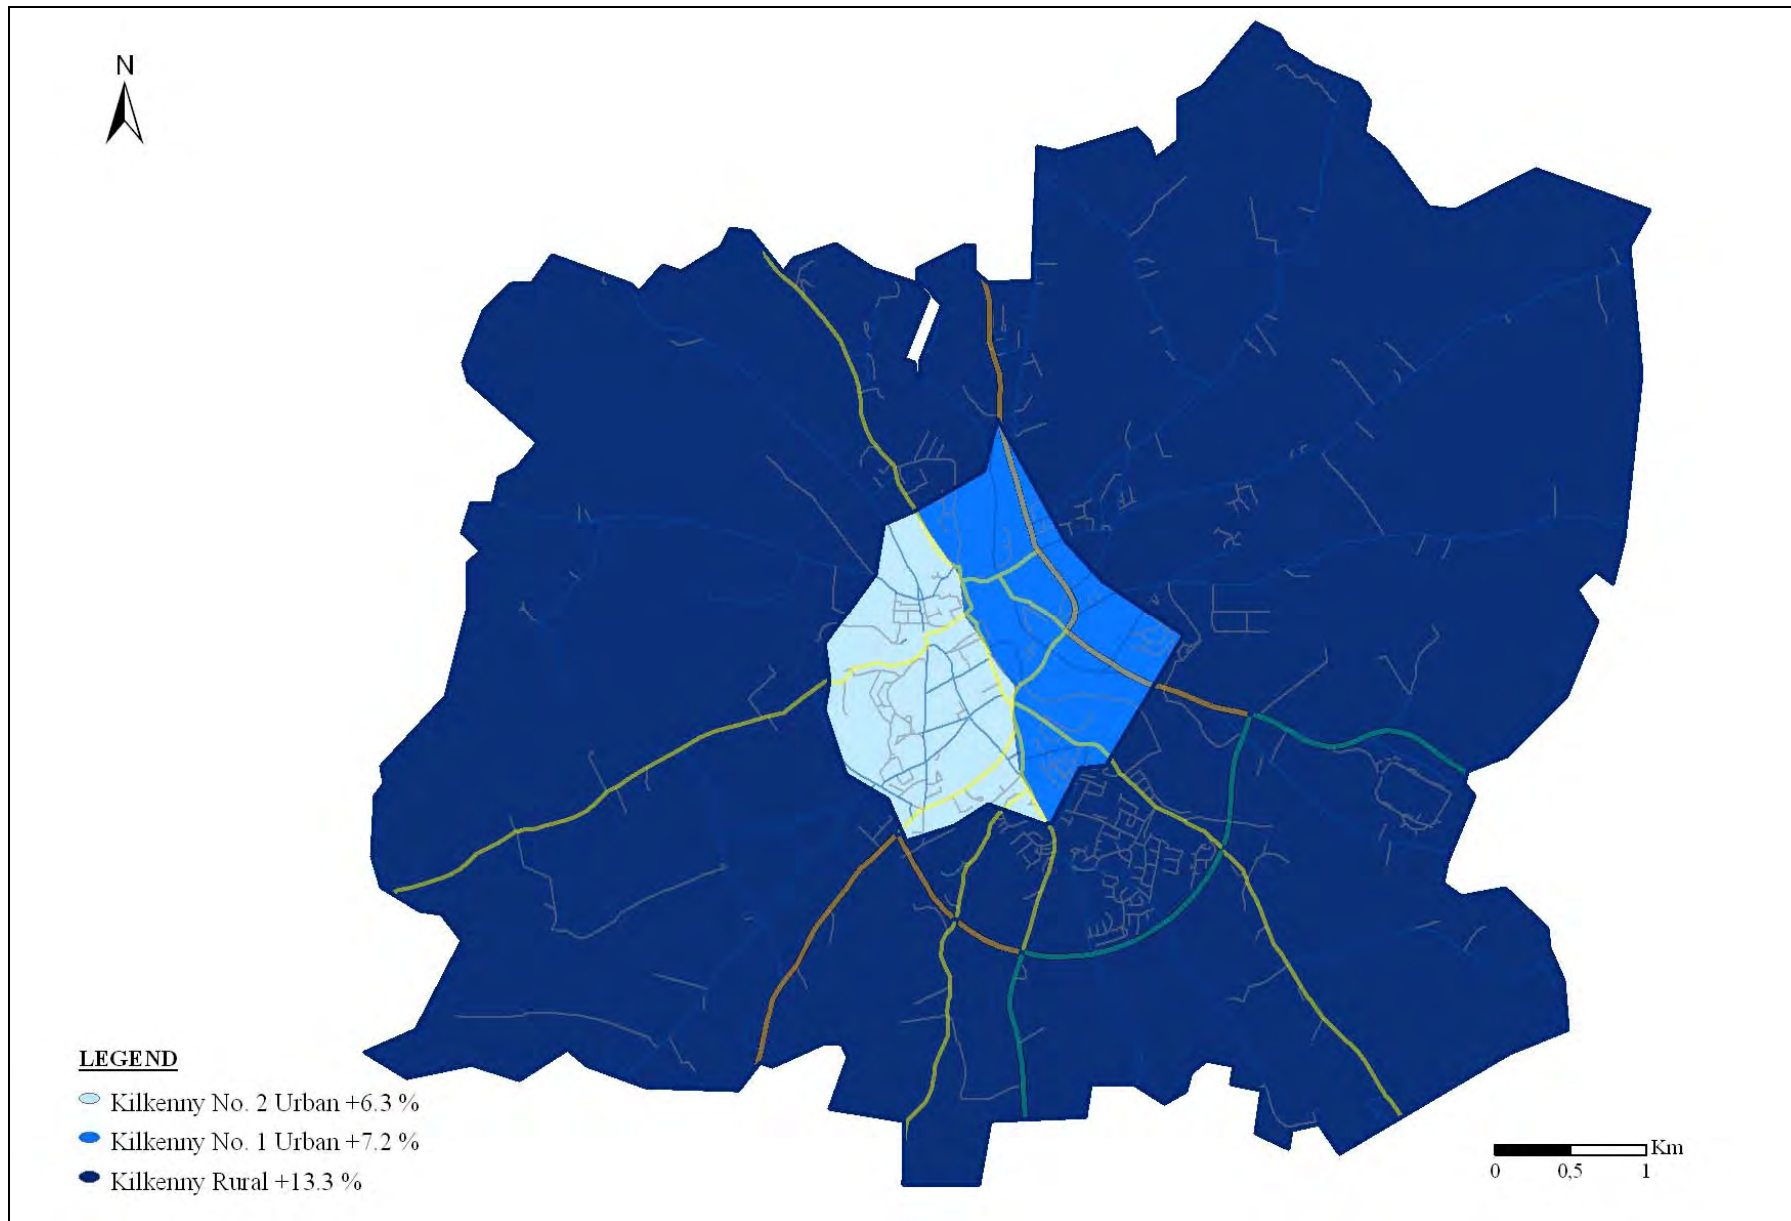 N
LEGEND
Kilkenny No. 2 Urban +6.3 %
Kilkenny No. 1 Urban +7.2 %
Kilkenny Rural +13.3 %
Km
0 0,5 1